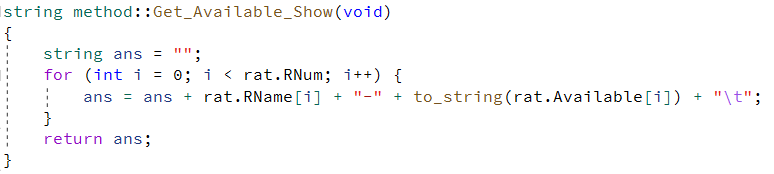 string method::Get_Available_Show(void)
{
    string ans = "";
    for (int i = 0; i < rat.RNum; i++) {
        ans = ans + rat.RName[i] + "-" + to_string(rat.Available[i]) + "\t";
    }
    return ans;
}